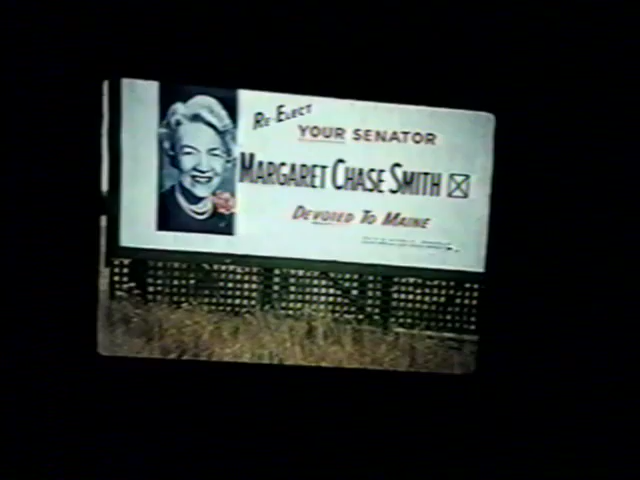 Re-Elect
YOUR SENATOR
MARGARET CHASE SMITH
DEVOTED TO MAINE